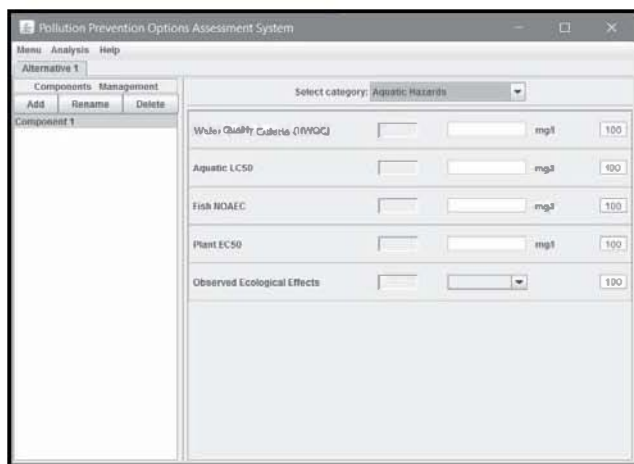 Pollution Prevention Options Assessment System
Menu Analysis Help
Alternative 1
Components Management
Add Rename Delete
Component 1
Select category: Aquatic Hazards
Water Quality Criteria (IWQC) mg/l 100
Aquatic LC50 mg/l 100
Fish NOAEC mg/l 100
Plant EC50 mg/l 100
Observed Ecological Effects 100